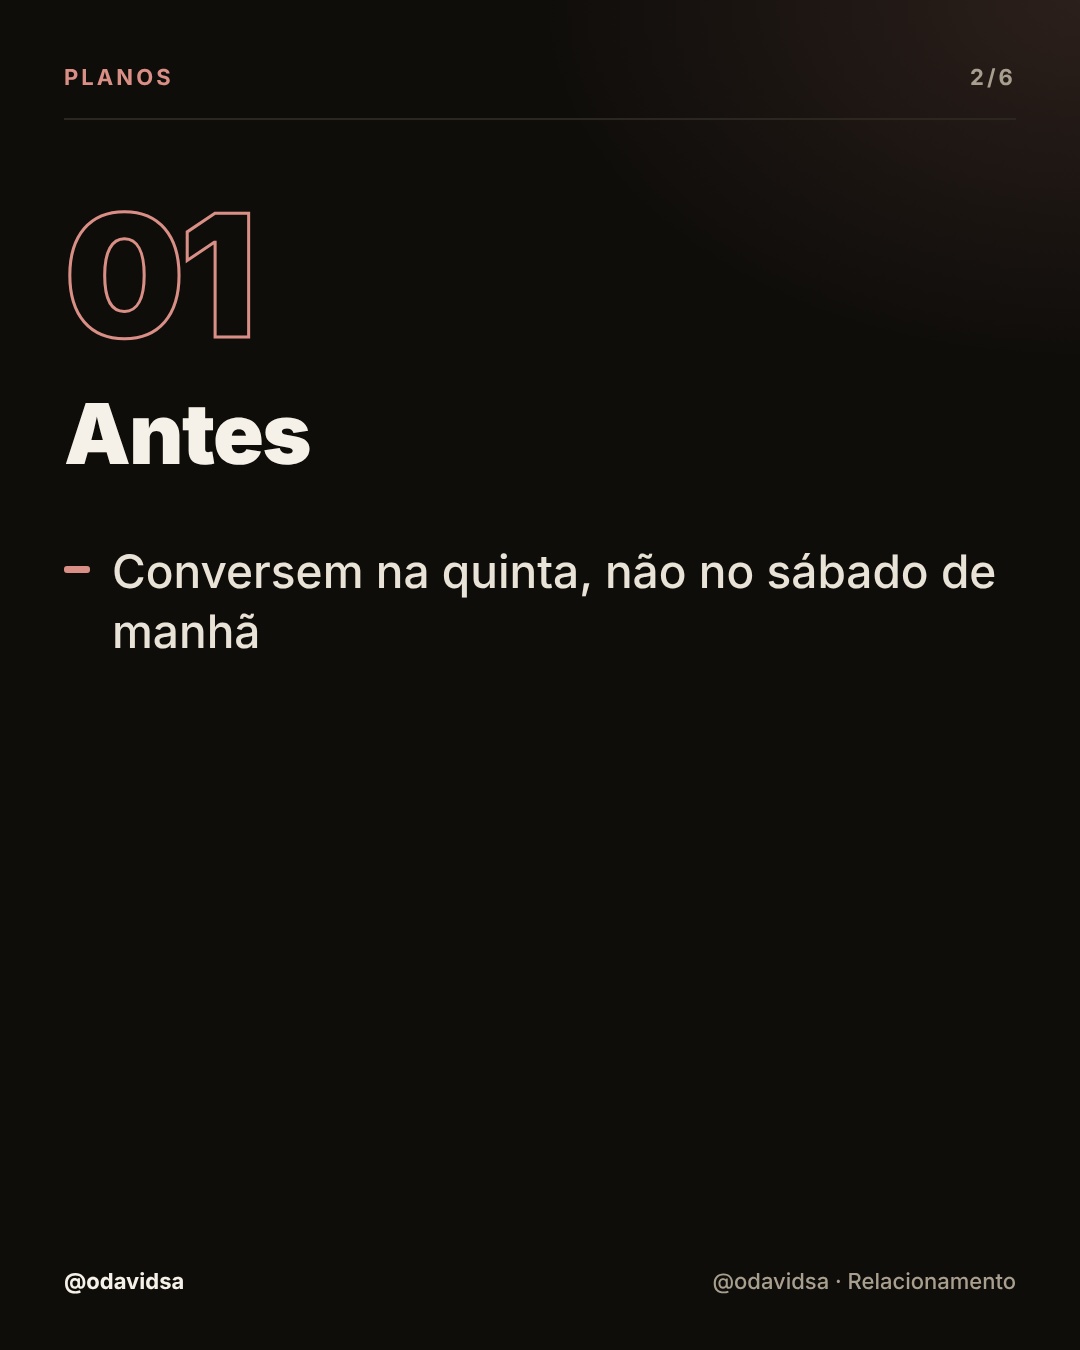 PLANOS
2/6
01
Antes
Conversem na quinta, não no sábado de
manhã
@odavidsa
@odavidsa · Relacionamento